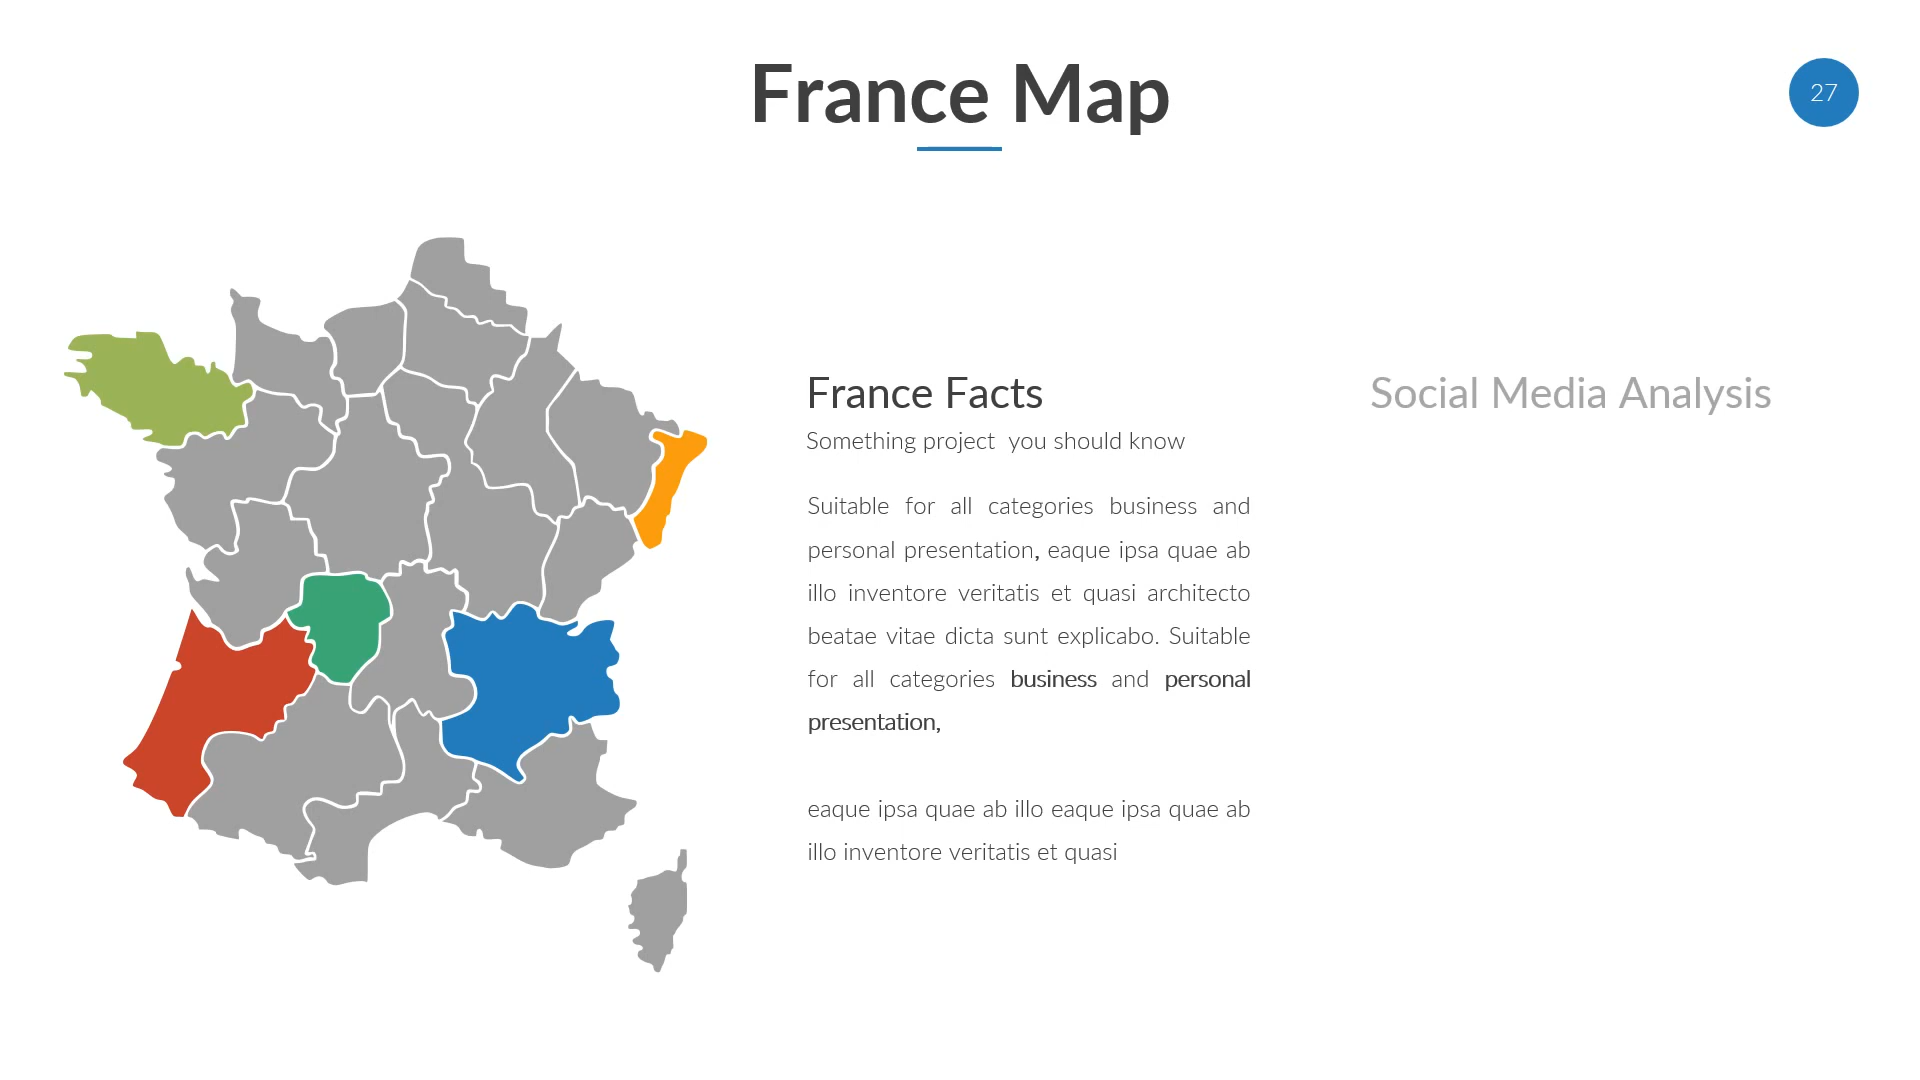 France Map
27
France Facts
Something project  you should know
Suitable for all categories business and
personal presentation, eaque ipsa quae ab
illo inventore veritatis et quasi architecto
beatae vitae dicta sunt explicabo. Suitable
for all categories business and personal
presentation,
eaque ipsa quae ab illo eaque ipsa quae ab
illo inventore veritatis et quasi
Social Media Analysis